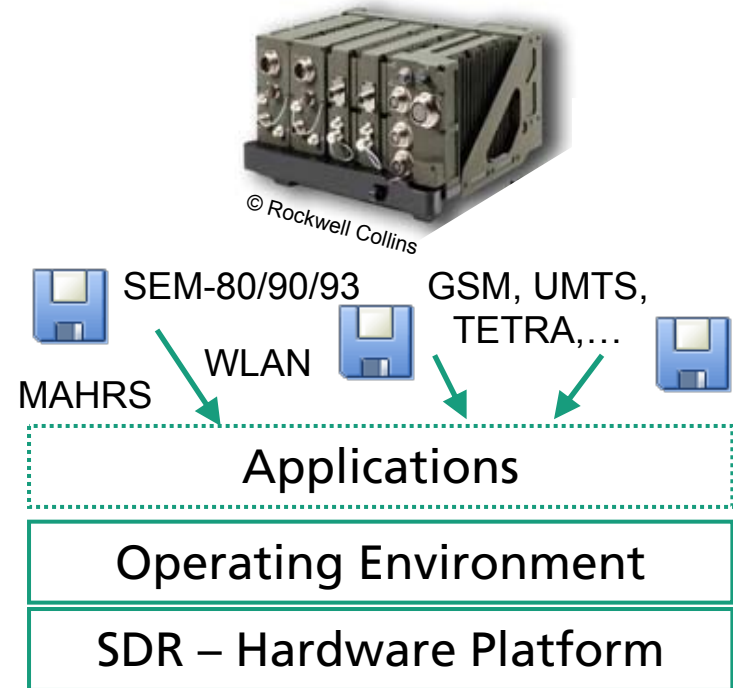 © Rockwell Collins
SEM-80/90/93
GSM, UMTS,
TETRA,…
WLAN
MAHRS
Applications
Operating Environment
SDR – Hardware Platform